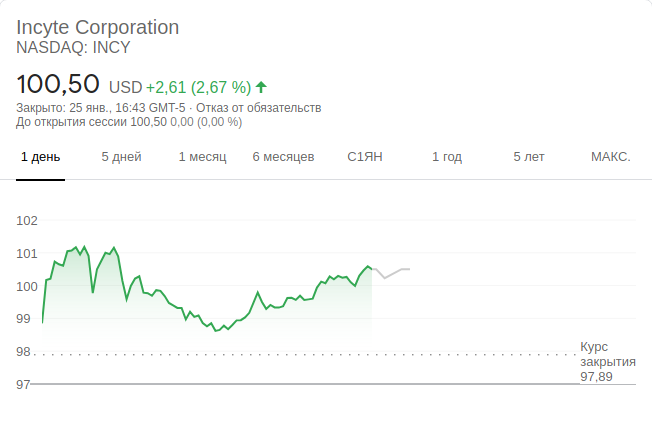 Incyte Corporation
NASDAQ: INCY
100,50 USD +2,61 (2,67 %)
Закрыто: 25 янв., 16:43 GMT-5 · Отказ от обязательств
До открытия сессии 100,50 0,00 (0,00 %)
1 день 5 дней 1 месяц 6 месяцев С1ЯН 1 год 5 лет МАКС.
102
101
100
99
98
Курс
закрытия
97,89
97